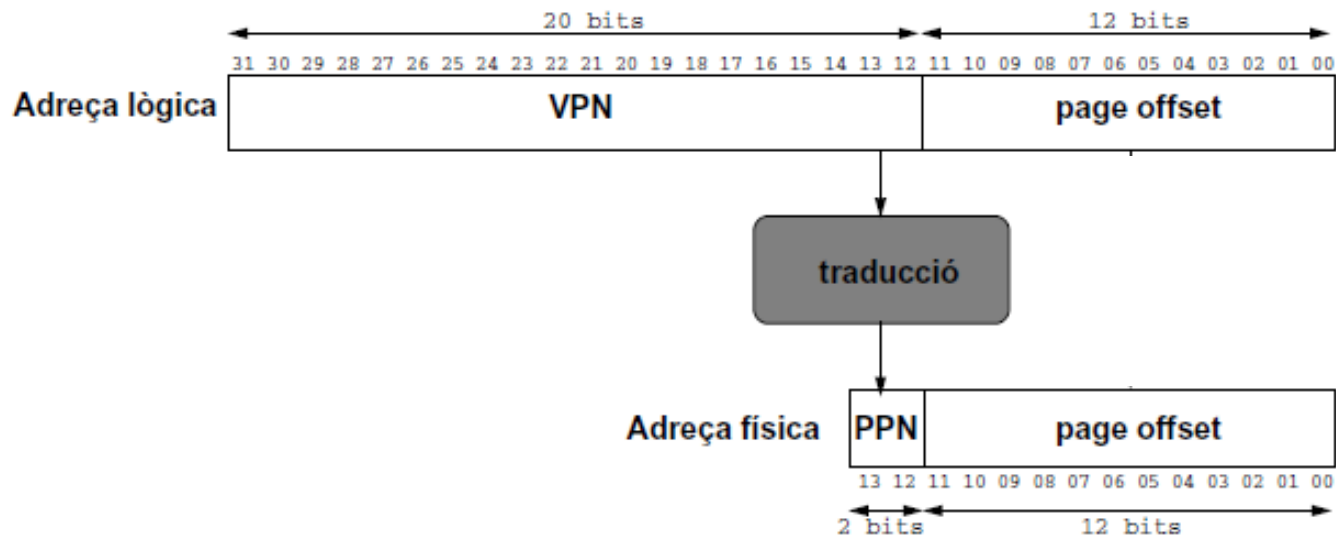 20 bits 12 bits
31 30 29 28 27 26 25 24 23 22 21 20 19 18 17 16 15 14 13 12 11 10 09 08 07 06 05 04 03 02 01 00
Adreça lògica VPN page offset
traducció
Adreça física PPN page offset
13 12 11 10 09 08 07 06 05 04 03 02 01 00
2 bits 12 bits